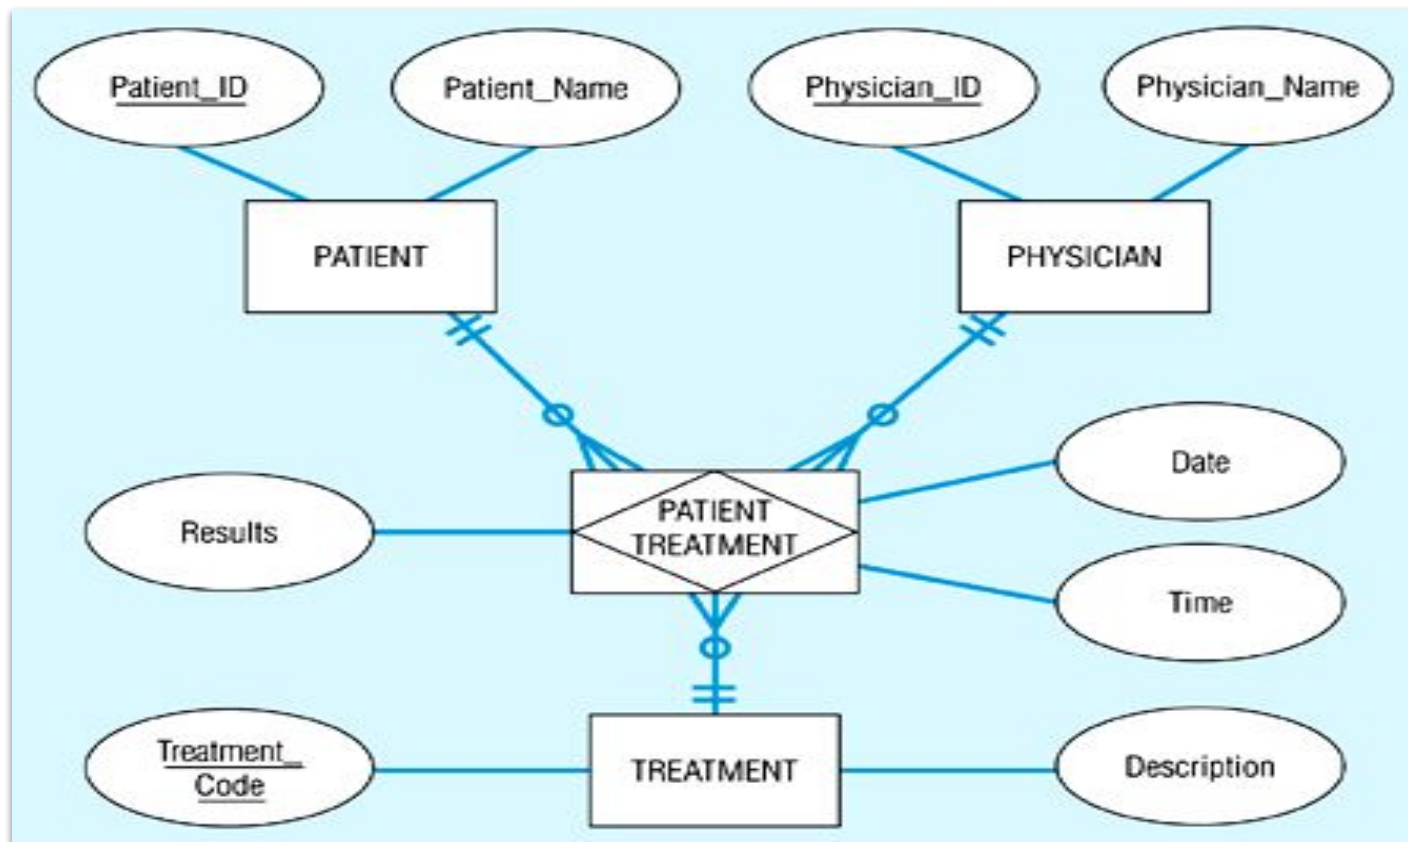 Patient_ID
Patient_Name
Physician_ID
Physician_Name
PATIENT
PHYSICIAN
Date
Results
PATIENT
TREATMENT
Time
Treatment_
Code
TREATMENT
Description